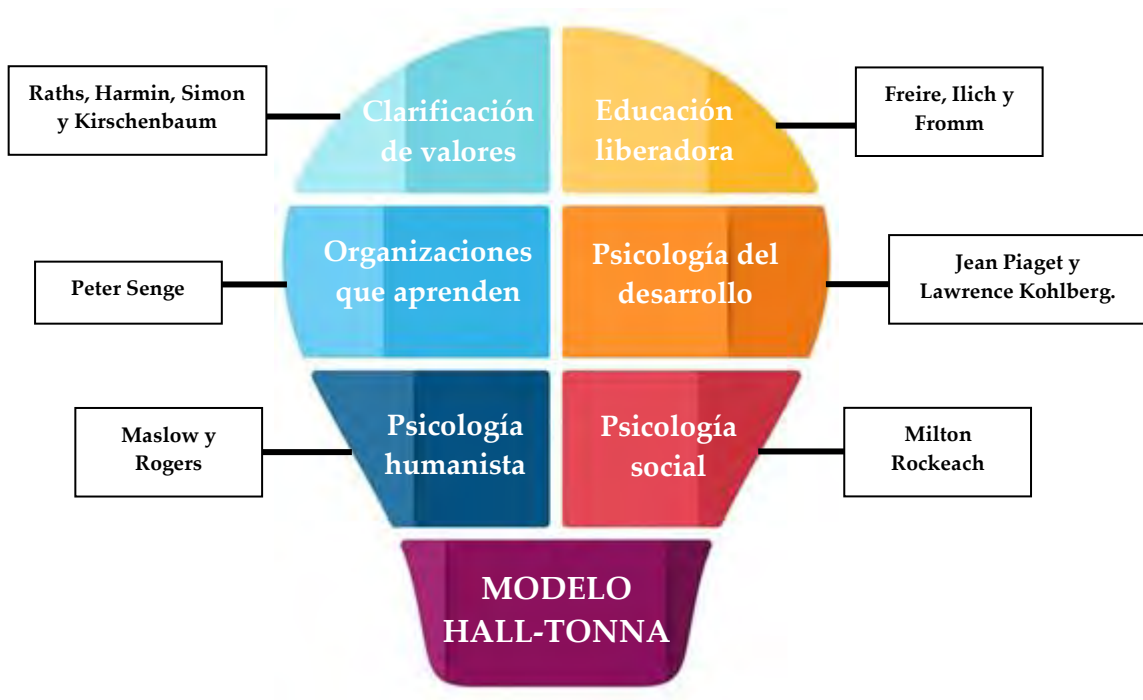 Raths, Harmin, Simon
y Kirschenbaum
Clarificación
de valores
Educación
liberadora
Freire, Ilich y
Fromm
Peter Senge
Organizaciones
que aprenden
Psicología del
desarrollo
Jean Piaget y
Lawrence Kohlberg.
Maslow y
Rogers
Psicología
humanista
Psicología
social
Milton
Rockeach
MODELO
HALL-TONNA